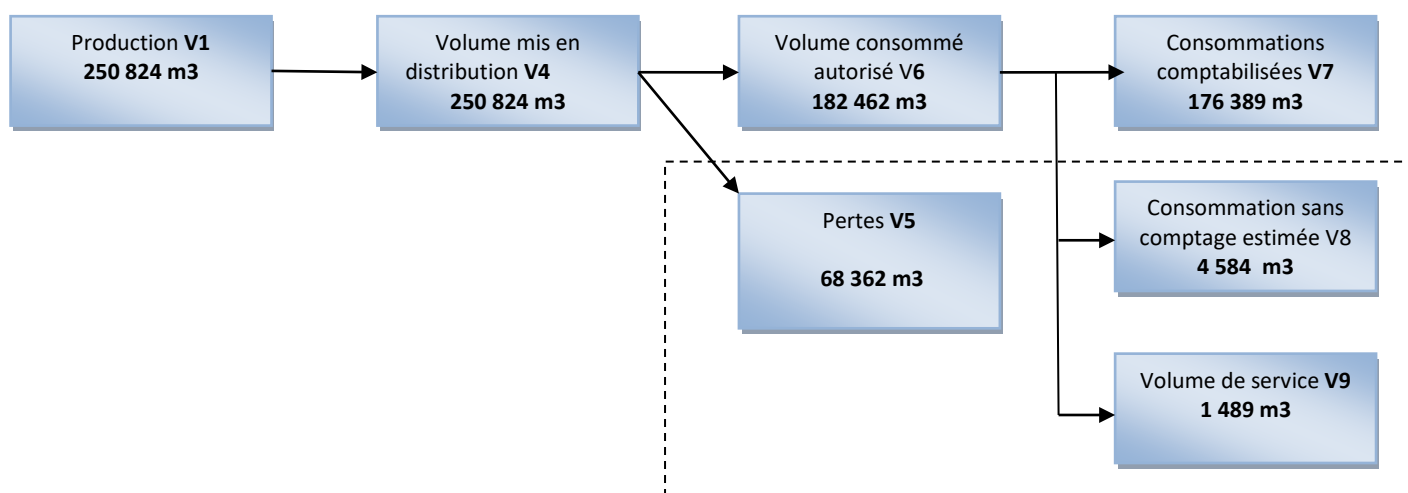 Production V1
250 824 m3
Volume mis en
distribution V4
250 824 m3
Volume consommé
autorisé V6
182 462 m3
Consommations
comptabilisées V7
176 389 m3
Pertes V5
68 362 m3
Consommation sans
comptage estimée V8
4 584 m3
Volume de service V9
1 489 m3